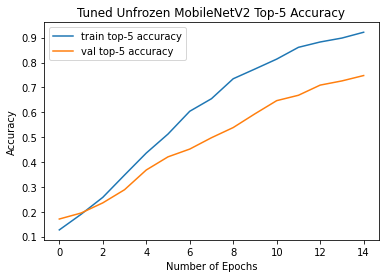 Tuned Unfrozen MobileNetV2 Top-5 Accuracy
train top-5 accuracy
val top-5 accuracy
Accuracy
0.9
0.8
0.7
0.6
0.5
0.4
0.3
0.2
0.1
0 2 4 6 8 10 12 14
Number of Epochs